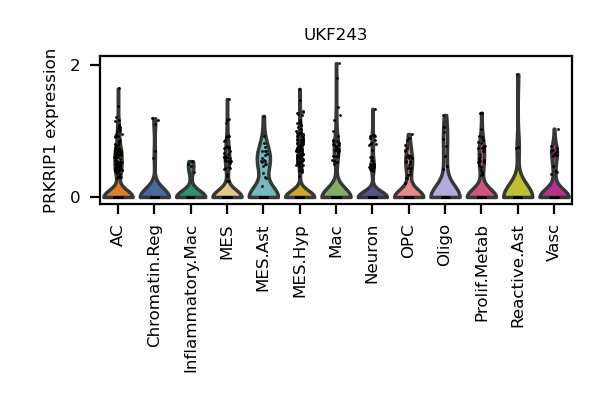 UKF243
PRKRIP1 expression
2
0
AC
Chromatin.Reg
Inflammatory.Mac
MES
MES.Ast
MES.Hyp
Mac
Neuron
OPC
Oligo
Prolif.Metab
Reactive.Ast
Vasc